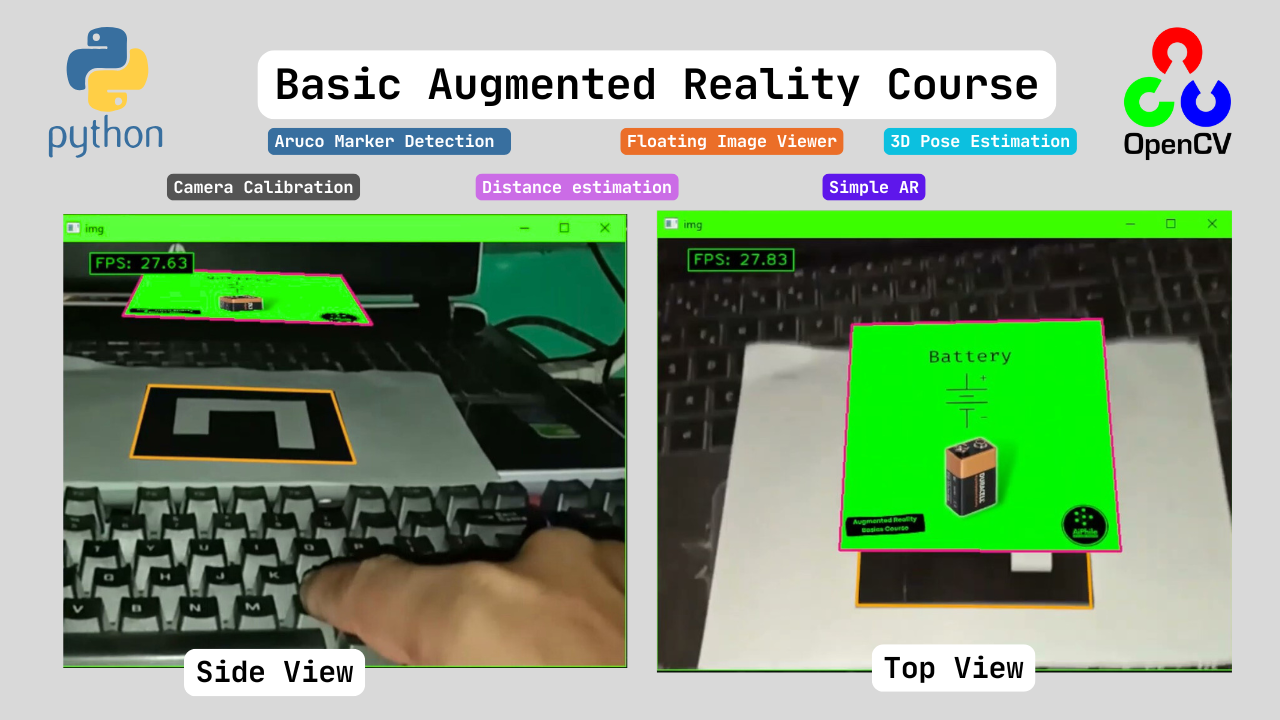 python
Basic Augmented Reality Course
OpenCV
Aruco Marker Detection
Floating Image Viewer
3D Pose Estimation
Camera Calibration
Distance estimation
Simple AR
img
FPS: 27.63
V B N M
H J K
Side View
img
FPS: 27.83
Battery
+
-
DURACELL
Augmented Reality
Basics Course
AiPhile
Top View